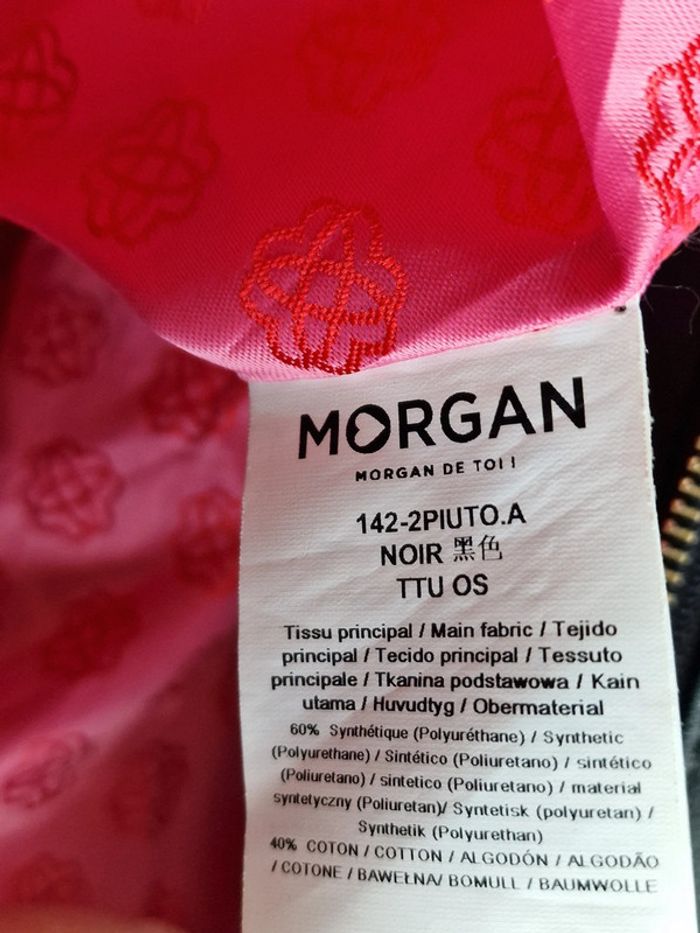 MORGAN
MORGAN DE TOI !
142-2PIUTO.A
NOIR 黑色
TTU OS
Tissu principal / Main fabric / Tejido
principal / Tecido principal / Tessuto
principale / Tkanina podstawowa / Kain
utama / Huvudtyg / Obermaterial
60% Synthétique (Polyuréthane) / Synthetic
(Polyurethane) / Sintético (Poliuretano) / sintético
(Poliuretano) / sintetico (Poliuretano) / material
syntetyczny (Poliuretan)/ Syntetisk (polyuretan) /
Synthetik (Polyurethan)
40% COTON / COTTON / ALGODÓN / ALGODÃO
/ COTONE / BAWEŁNA/ BOMULL / BAUMWOLLE